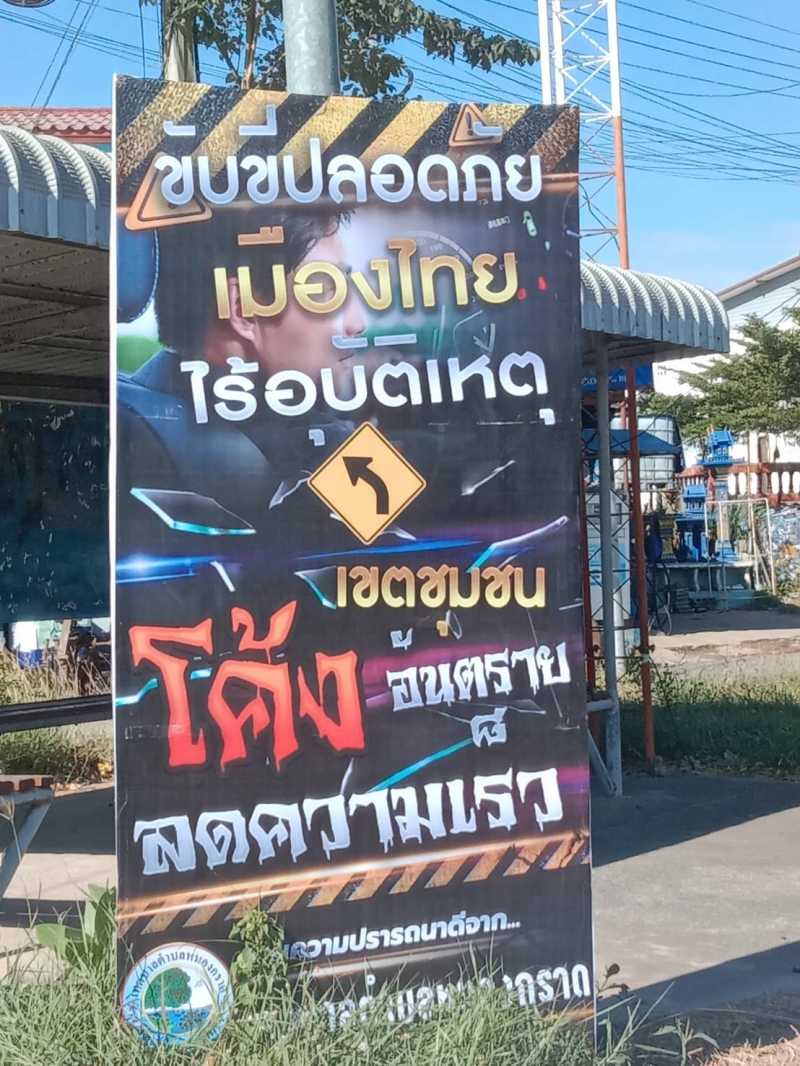 ขับขี่ปลอดภัย
เมืองไทย
ไร้อุบัติเหตุ
เขตชุมชน
โค้ง อันตราย
ลดความเร็ว
ความปรารถนาดีจาก...
กราด